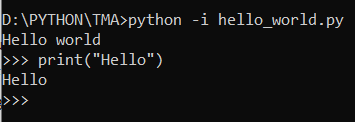 D:\PYTHON\TMA>python -i hello_world.py
Hello world
>>> print("Hello")
Hello
>>>